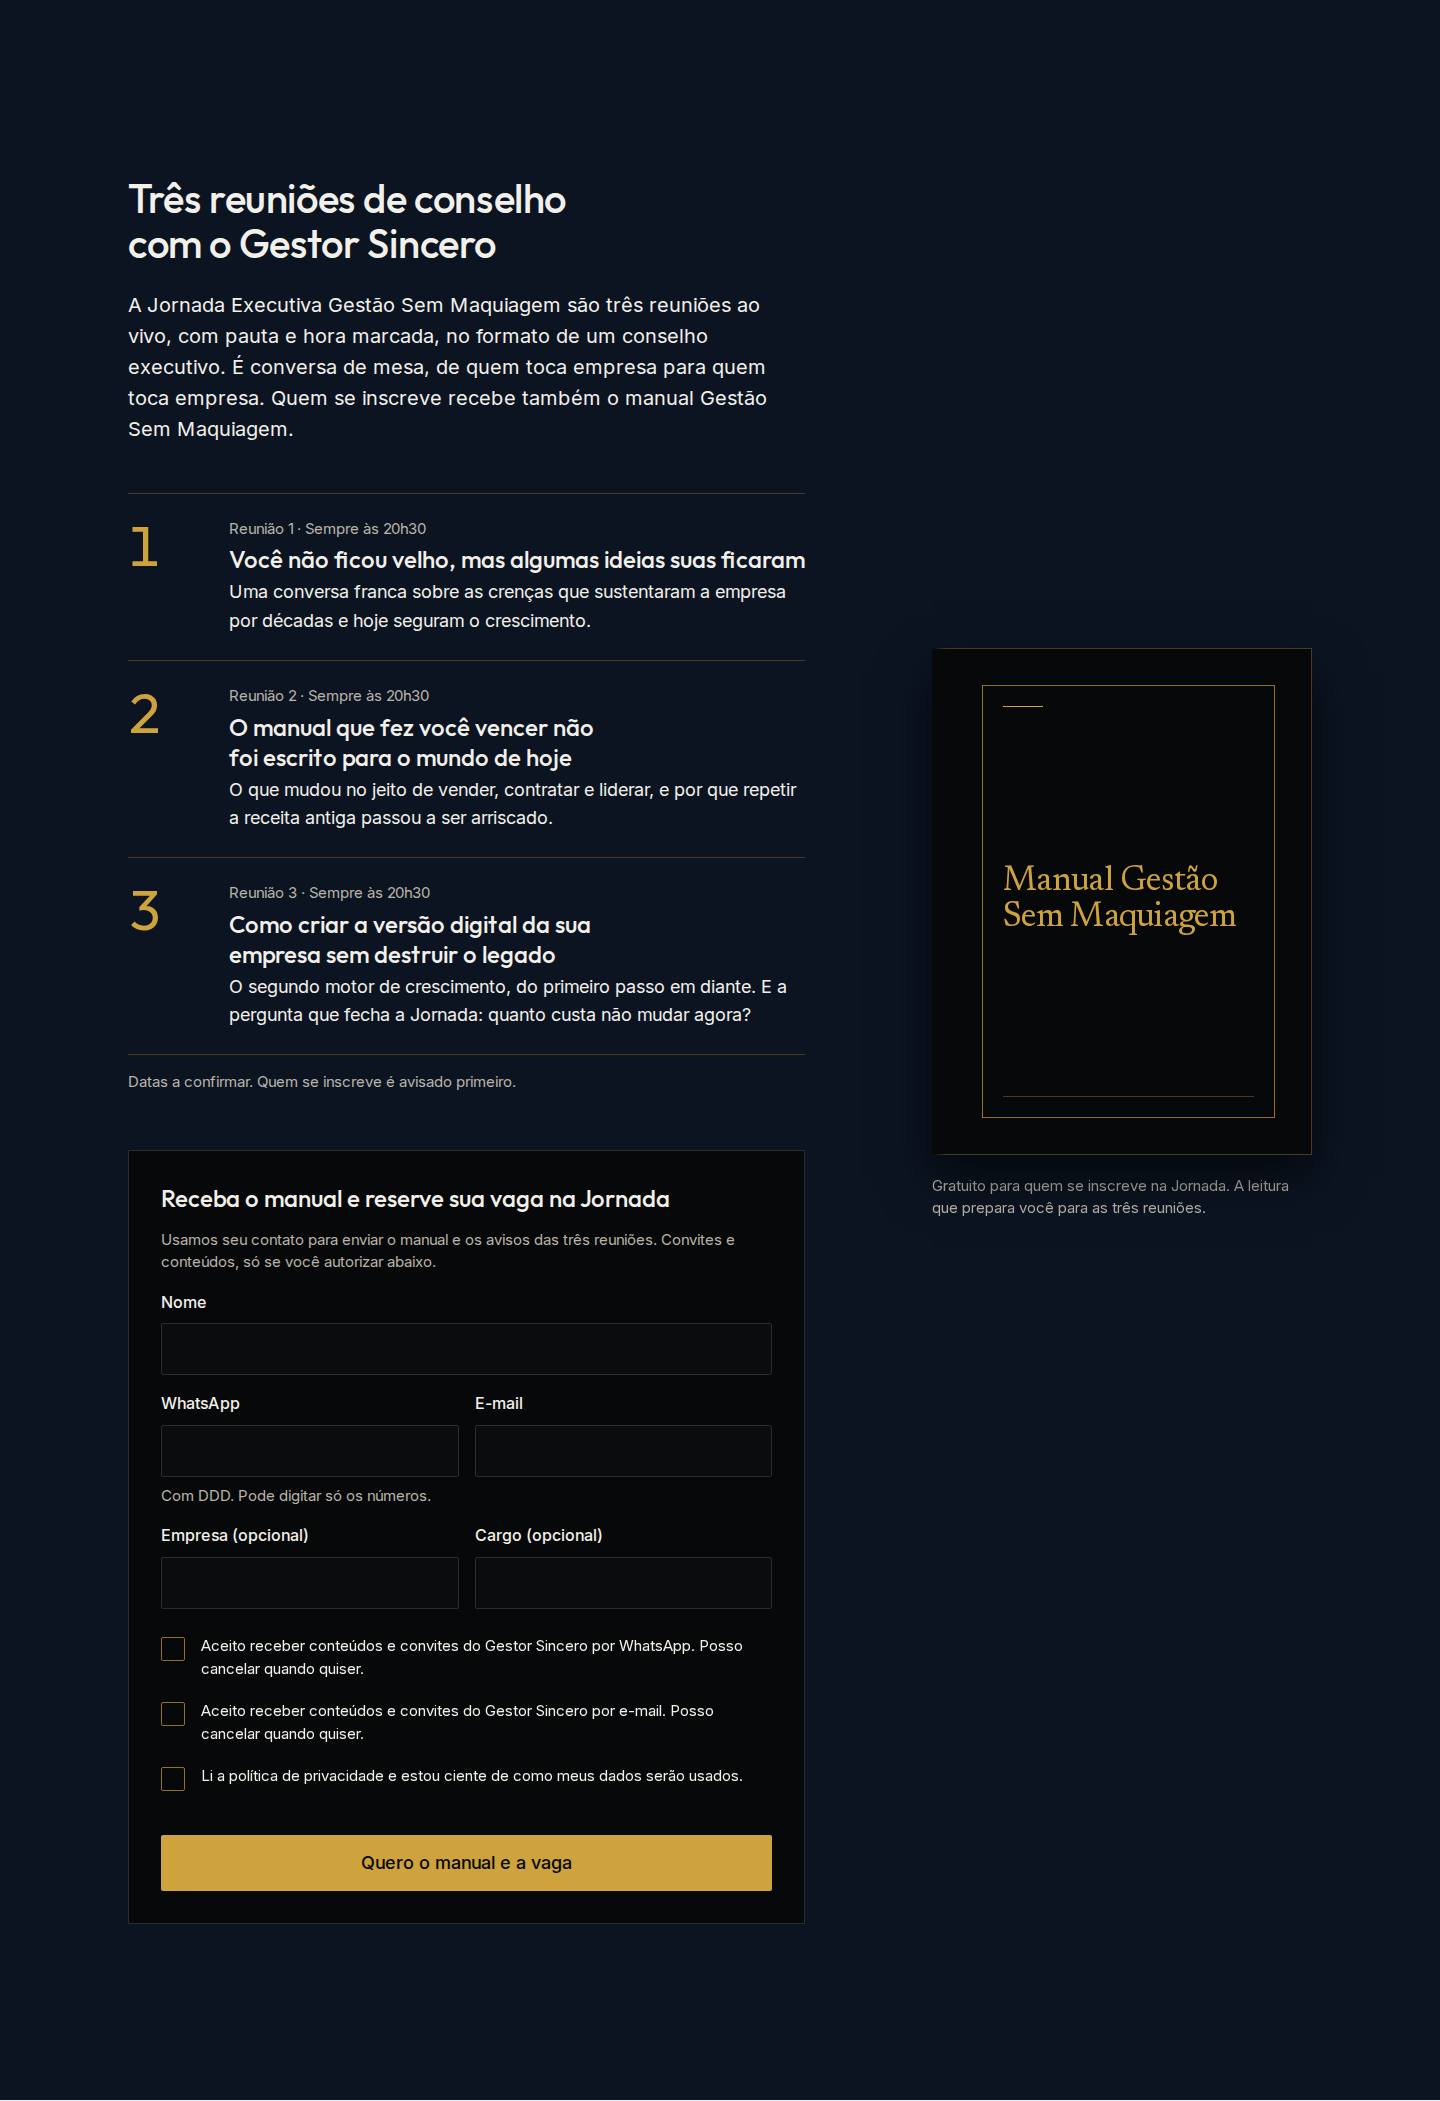 Três reuniões de conselho
com o Gestor Sincero
A Jornada Executiva Gestão Sem Maquiagem são três reuniões ao
vivo, com pauta e hora marcada, no formato de um conselho
executivo. É conversa de mesa, de quem toca empresa para quem
toca empresa. Quem se inscreve recebe também o manual Gestão
Sem Maquiagem.
1
Reunião 1 · Sempre às 20h30
Você não ficou velho, mas algumas ideias suas ficaram
Uma conversa franca sobre as crenças que sustentaram a empresa
por décadas e hoje seguram o crescimento.
2
Reunião 2 · Sempre às 20h30
O manual que fez você vencer não
foi escrito para o mundo de hoje
O que mudou no jeito de vender, contratar e liderar, e por que repetir
a receita antiga passou a ser arriscado.
3
Reunião 3 · Sempre às 20h30
Como criar a versão digital da sua
empresa sem destruir o legado
O segundo motor de crescimento, do primeiro passo em diante. E a
pergunta que fecha a Jornada: quanto custa não mudar agora?
Datas a confirmar. Quem se inscreve é avisado primeiro.
Manual Gestão
Sem Maquiagem
Gratuito para quem se inscreve na Jornada. A leitura
que prepara você para as três reuniões.
Receba o manual e reserve sua vaga na Jornada
Usamos seu contato para enviar o manual e os avisos das três reuniões. Convites e
conteúdos, só se você autorizar abaixo.
Nome
WhatsApp
E-mail
Com DDD. Pode digitar só os números.
Empresa (opcional)
Cargo (opcional)
Aceito receber conteúdos e convites do Gestor Sincero por WhatsApp. Posso
cancelar quando quiser.
Aceito receber conteúdos e convites do Gestor Sincero por e-mail. Posso
cancelar quando quiser.
Li a política de privacidade e estou ciente de como meus dados serão usados.
Quero o manual e a vaga